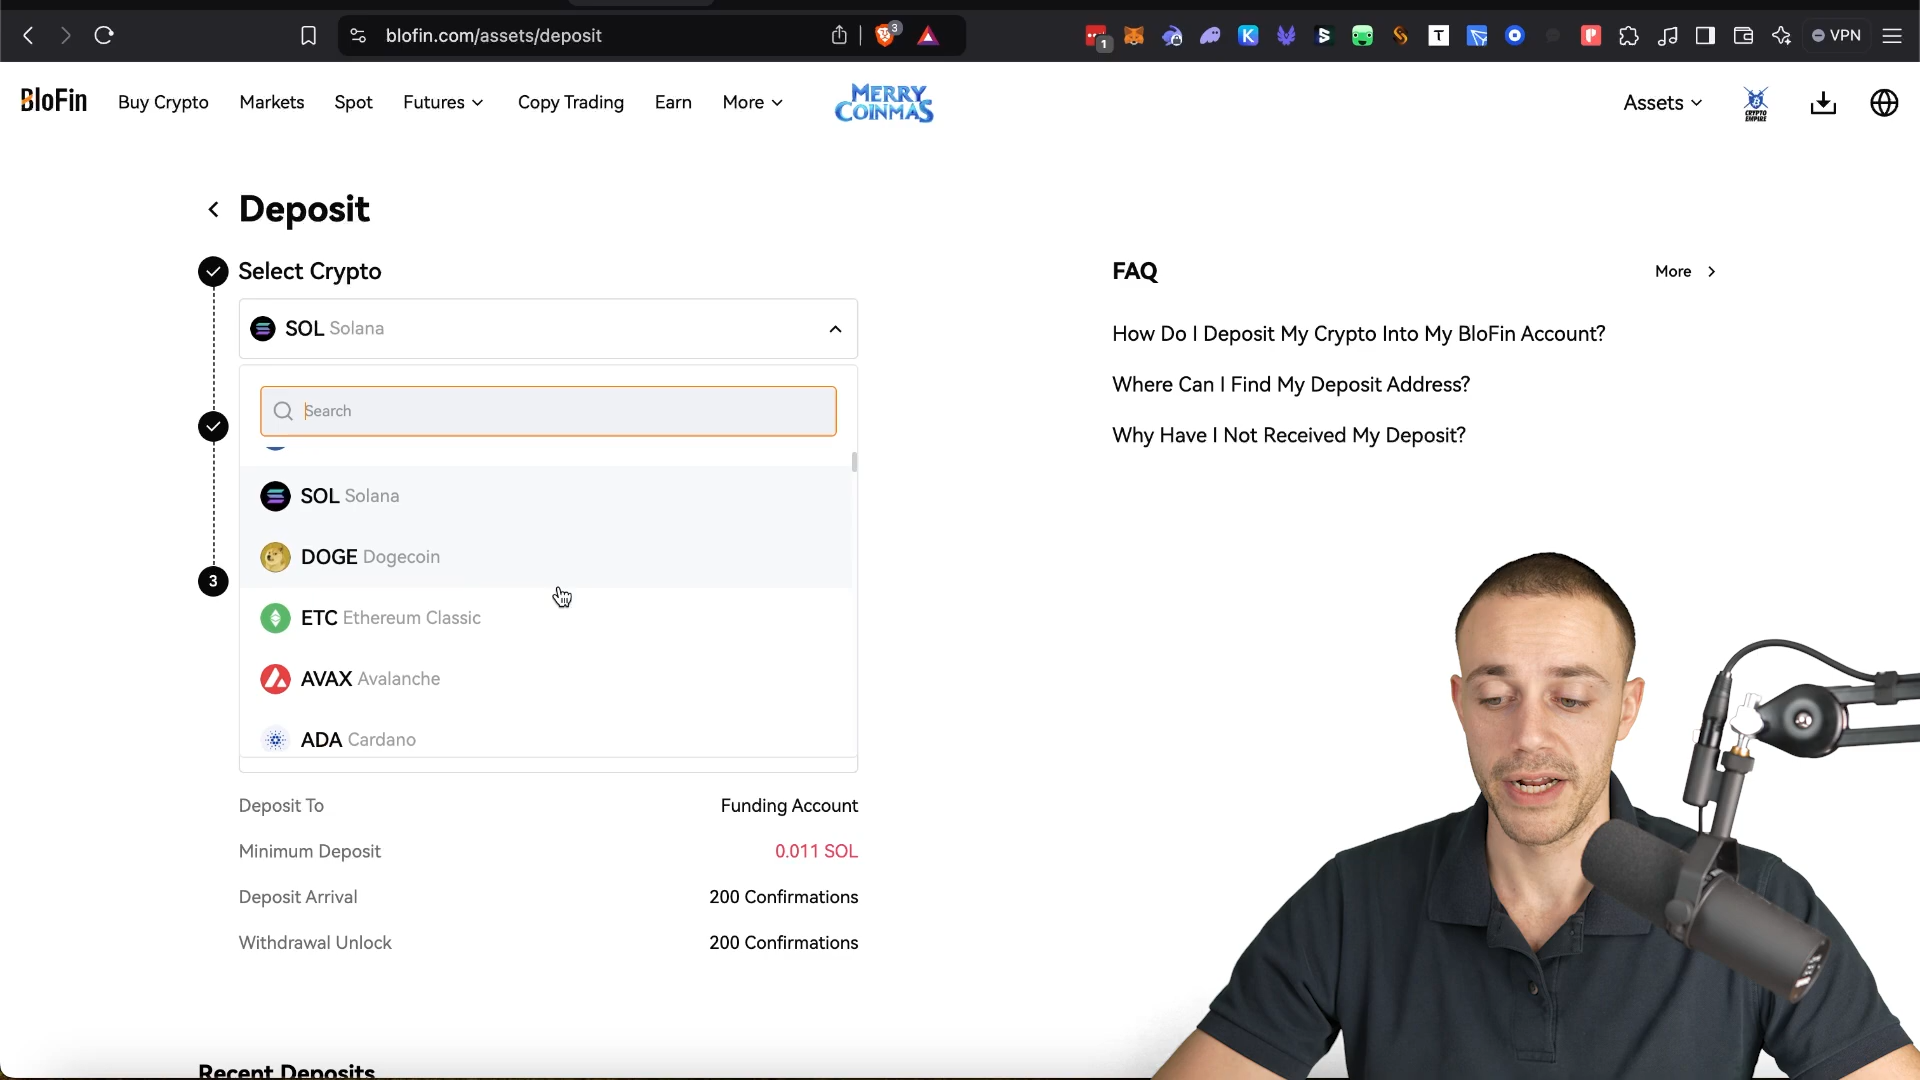 blofin.com/assets/deposit
3
1
VPN
BloFin
Buy Crypto
Markets
Spot
Futures
Copy Trading
Earn
More
MERRY
COINMAS
Assets
CRYPTO
EMPIRE
Deposit
Select Crypto
SOL Solana
Search
SOL Solana
DOGE Dogecoin
3
ETC Ethereum Classic
AVAX Avalanche
ADA Cardano
Deposit To
Funding Account
Minimum Deposit
0.011 SOL
Deposit Arrival
200 Confirmations
Withdrawal Unlock
200 Confirmations
Recent Deposits
FAQ
More
How Do I Deposit My Crypto Into My BloFin Account?
Where Can I Find My Deposit Address?
Why Have I Not Received My Deposit?